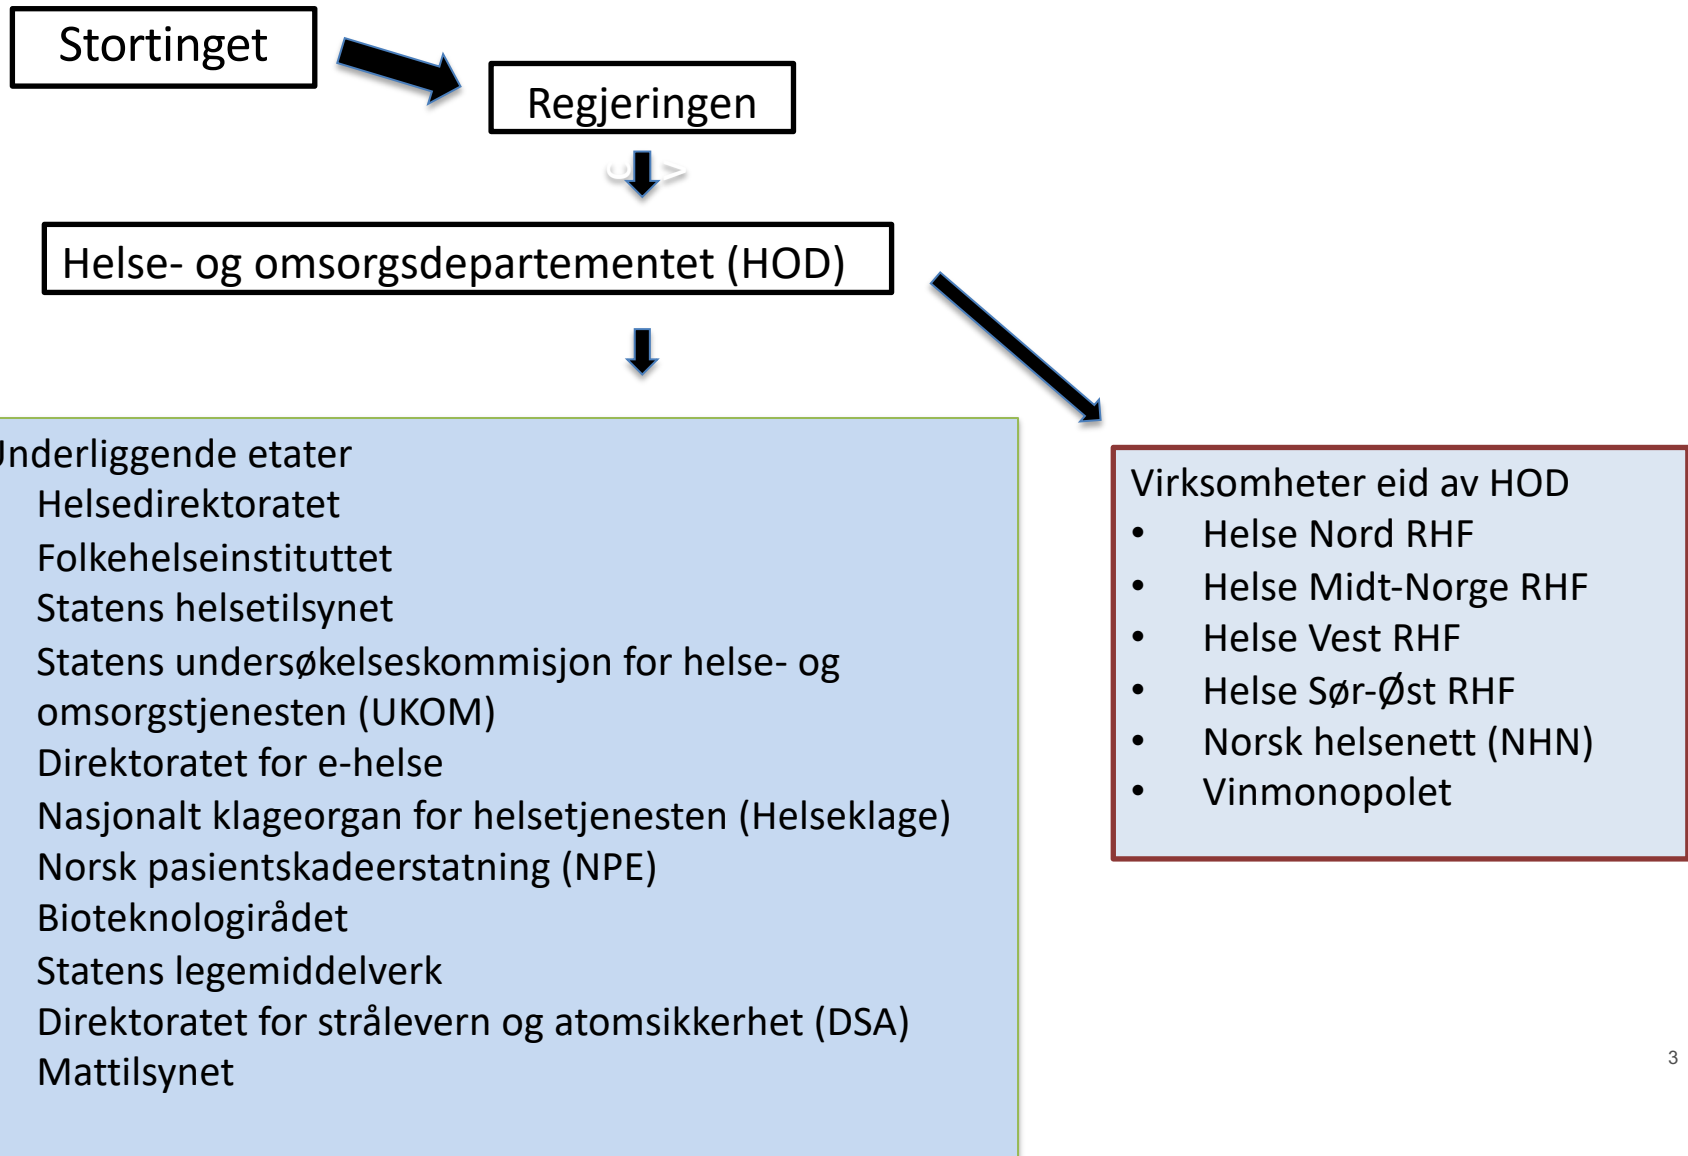 Stortinget
Regjeringen
Helse- og omsorgsdepartementet (HOD)
Underliggende etater
Helsedirektoratet
Folkehelseinstituttet
Statens helsetilsynet
Statens undersøkelseskommisjon for helse- og
omsorgstjenesten (UKOM)
Direktoratet for e-helse
Nasjonalt klageorgan for helsetjenesten (Helseklage)
Norsk pasientskadeerstatning (NPE)
Bioteknologirådet
Statens legemiddelverk
Direktoratet for strålevern og atomsikkerhet (DSA)
Mattilsynet
Virksomheter eid av HOD
• Helse Nord RHF
• Helse Midt-Norge RHF
• Helse Vest RHF
• Helse Sør-Øst RHF
• Norsk helsenett (NHN)
• Vinmonopolet
3